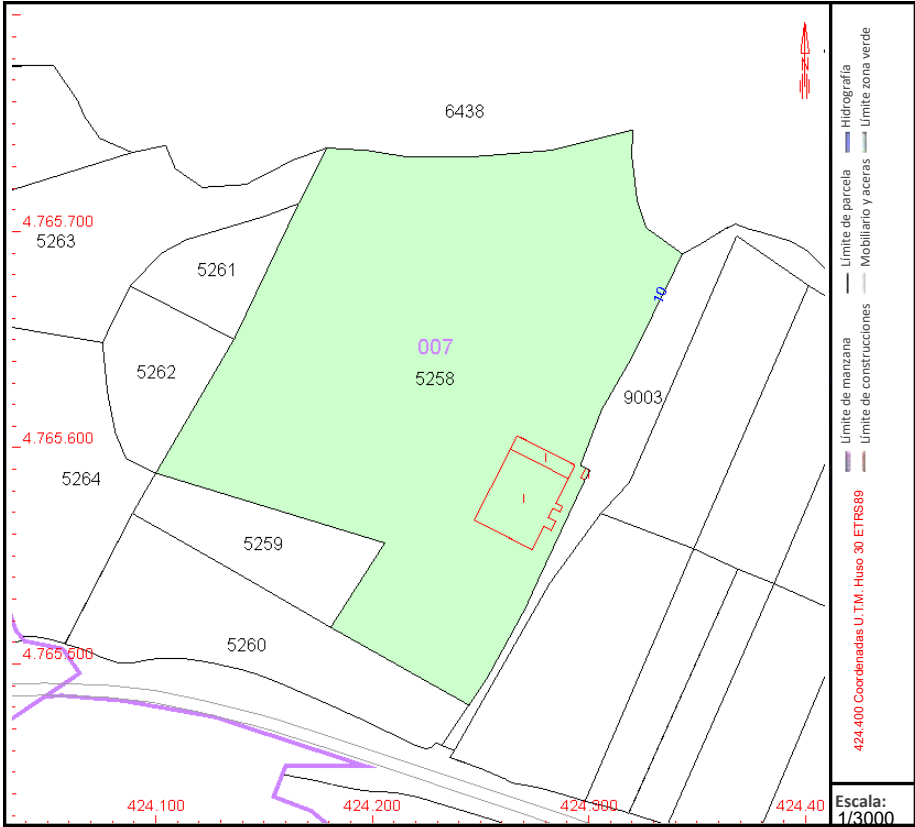 6438
4.765.700
5263
5261
10
007
5258
5262
9003
4.765.600
5264
5259
5260
4.765.500
424.100
424.200
424.300
424.40
N
I
I
Hidrografía
Límite zona verde
Límite de parcela
Mobiliario y aceras
Límite de manzana
Límite de construcciones
424.400 Coordenadas U.T.M. Huso 30 ETRS89
Escala:
1/3000